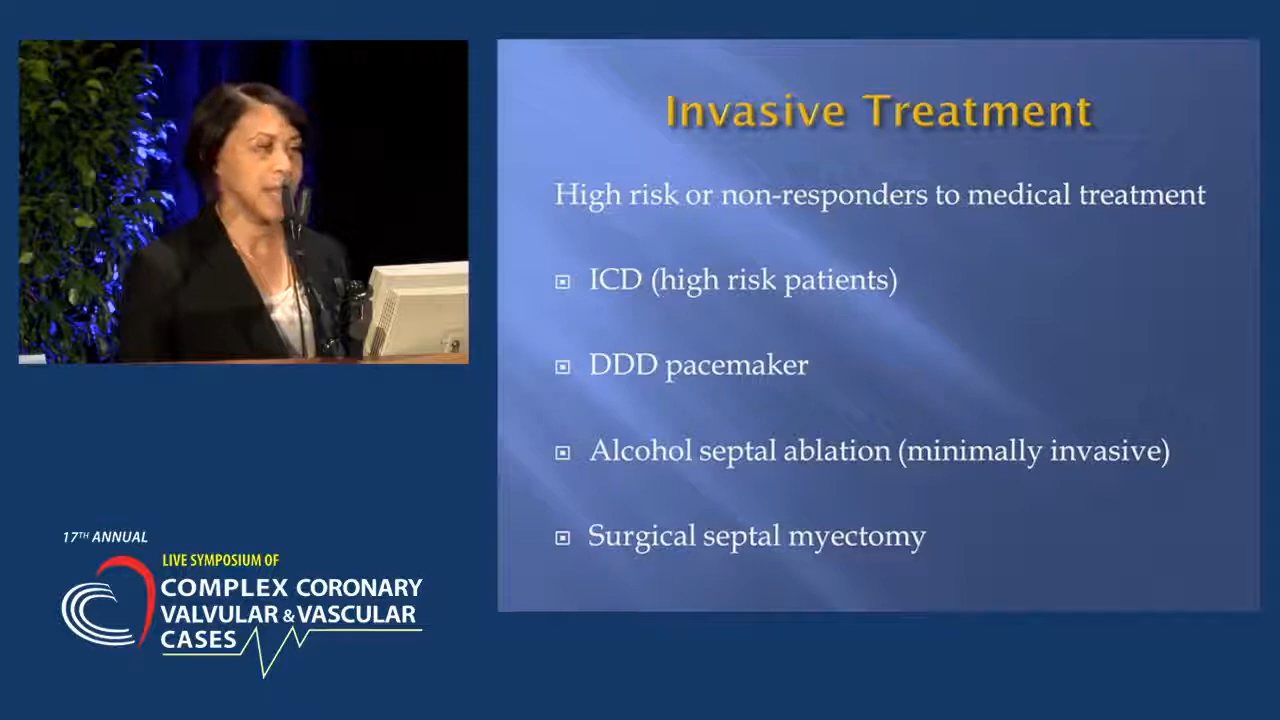 Invasive Treatment
High risk or non-responders to medical treatment
ICD (high risk patients)
DDD pacemaker
Alcohol septal ablation (minimally invasive)
Surgical septal myectomy
17TH ANNUAL
LIVE SYMPOSIUM OF
COMPLEX CORONARY
VALVULAR & VASCULAR
CASES